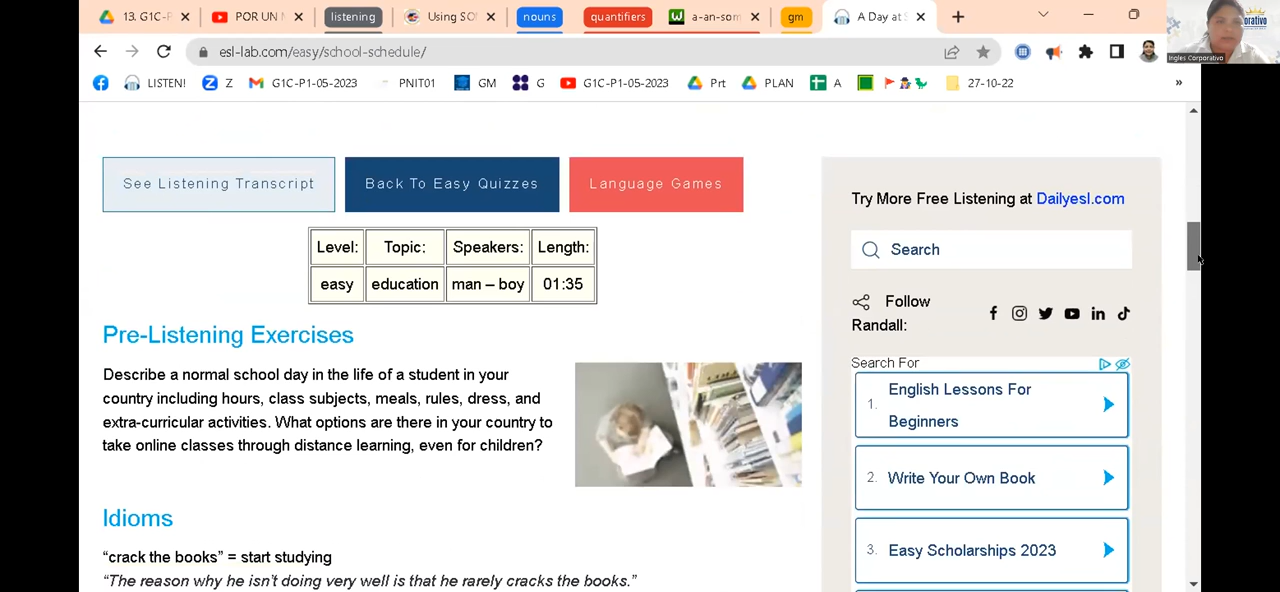 13. G1C-P
POR UN M
listening
Using SO
nouns
quantifiers
a-an-som
gm
A Day at S
esl-lab.com/easy/school-schedule/
Ingles Corporativo
LISTEN!
Z
G1C-P1-05-2023
PNIT01
GM
G
G1C-P1-05-2023
Prt
PLAN
A
27-10-22
»
See Listening Transcript
Back To Easy Quizzes
Language Games
Level: Topic: Speakers: Length:
easy education man – boy 01:35
Pre-Listening Exercises
Describe a normal school day in the life of a student in your
country including hours, class subjects, meals, rules, dress, and
extra-curricular activities. What options are there in your country to
take online classes through distance learning, even for children?
Idioms
“crack the books” = start studying
“The reason why he isn’t doing very well is that he rarely cracks the books.”
Try More Free Listening at Dailyesl.com
Search
Follow
Randall:
Search For
1. English Lessons For
Beginners
2. Write Your Own Book
3. Easy Scholarships 2023